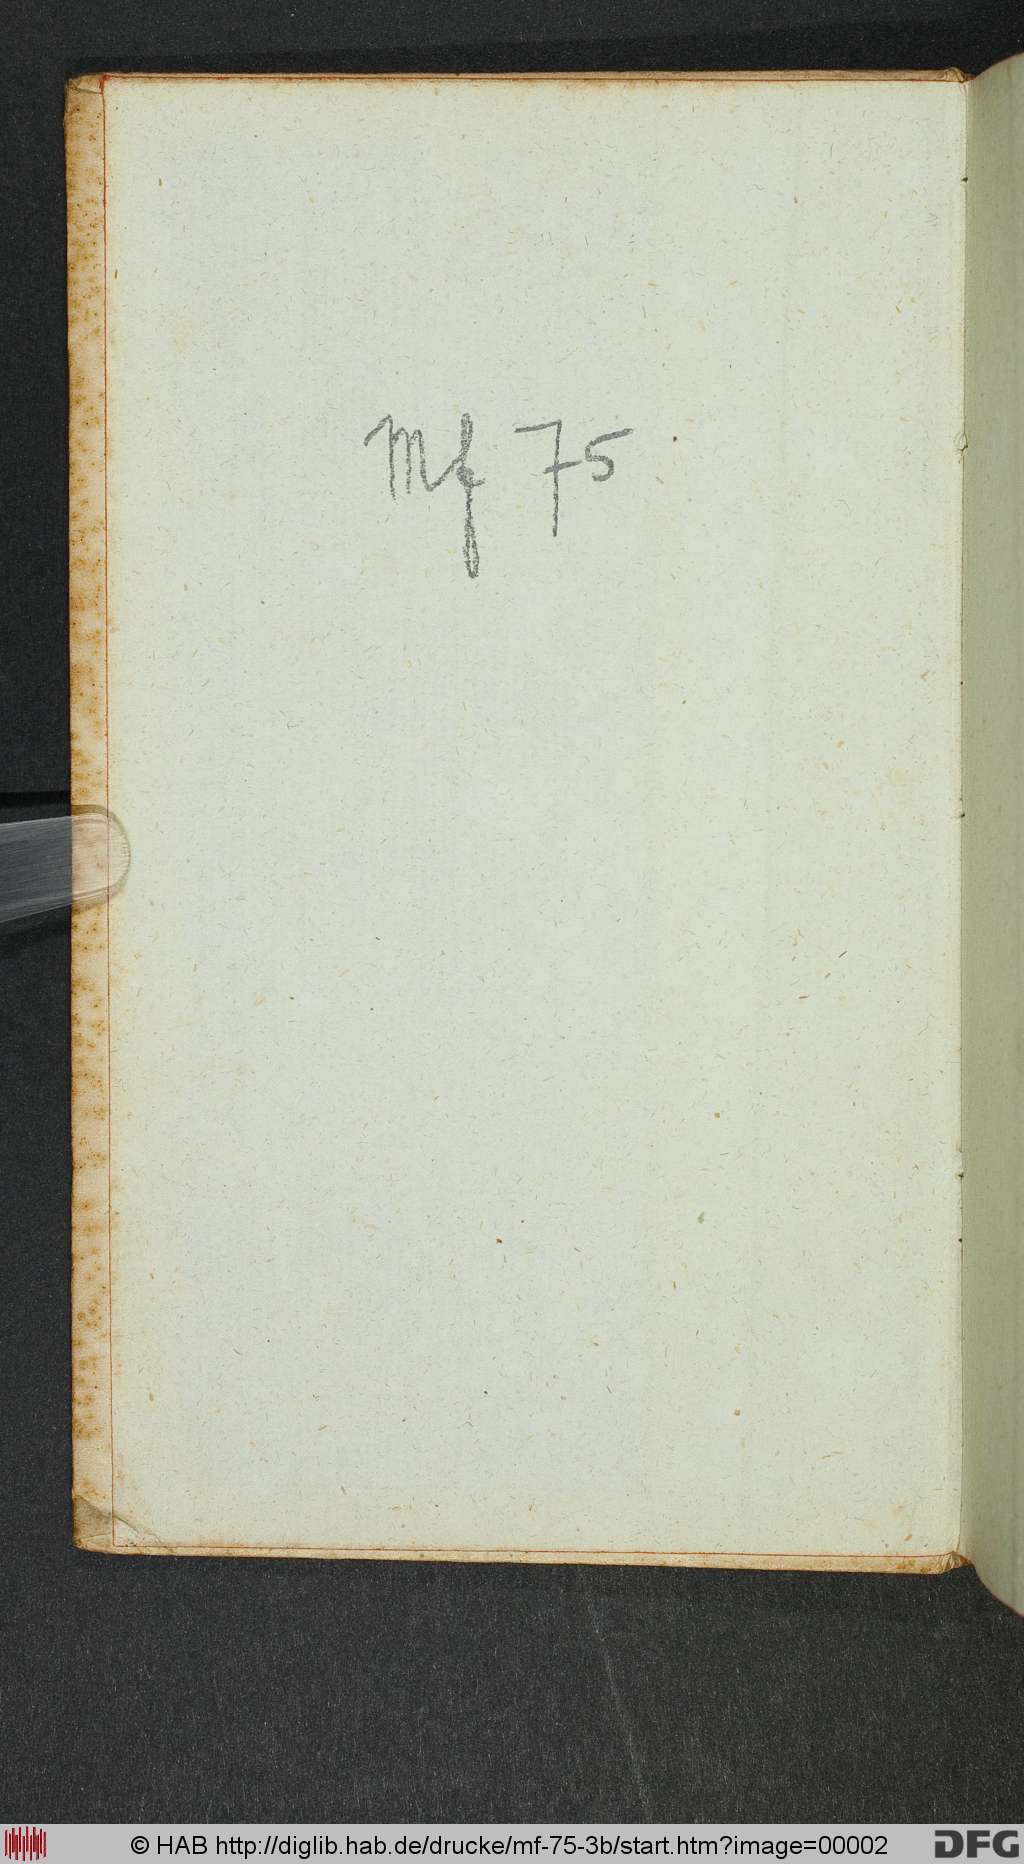 Mf 75
© HAB http://diglib.hab.de/drucke/mf-75-3b/start.htm?image=00002
DFG